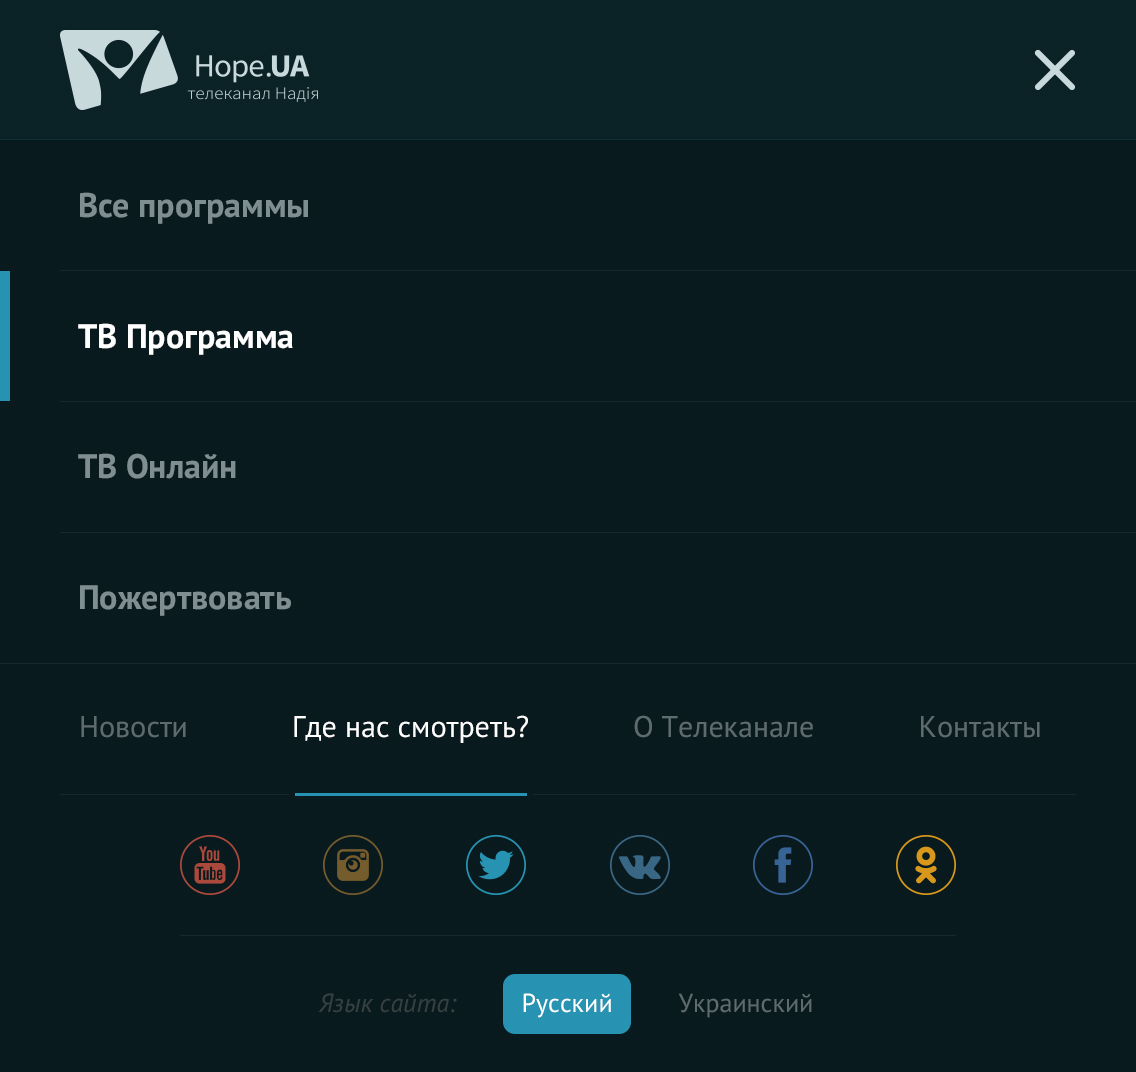 Hope.UA
телеканал Надія
Все программы
ТВ Программа
ТВ Онлайн
Пожертвовать
Новости Где нас смотреть? О Телеканале Контакты
You
Tube
Язык сайта: Русский Украинский